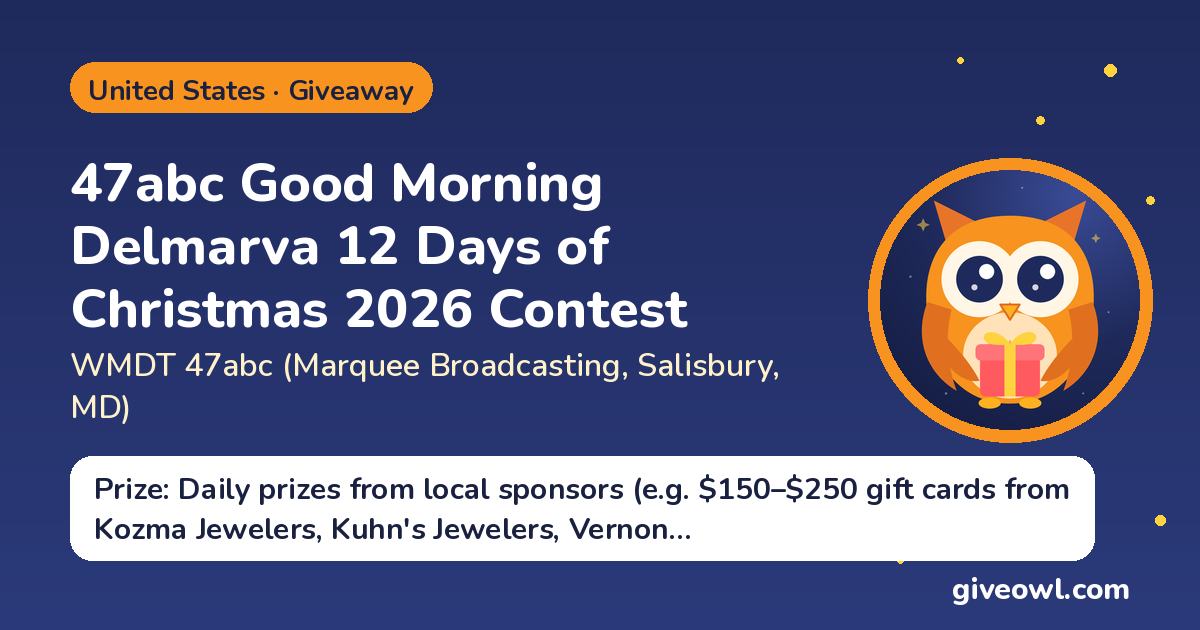 United States · Giveaway
47abc Good Morning
Delmarva 12 Days of
Christmas 2026 Contest
WMDT 47abc (Marquee Broadcasting, Salisbury,
MD)
Prize: Daily prizes from local sponsors (e.g. $150–$250 gift cards from
Kozma Jewelers, Kuhn's Jewelers, Vernon...
giveowl.com